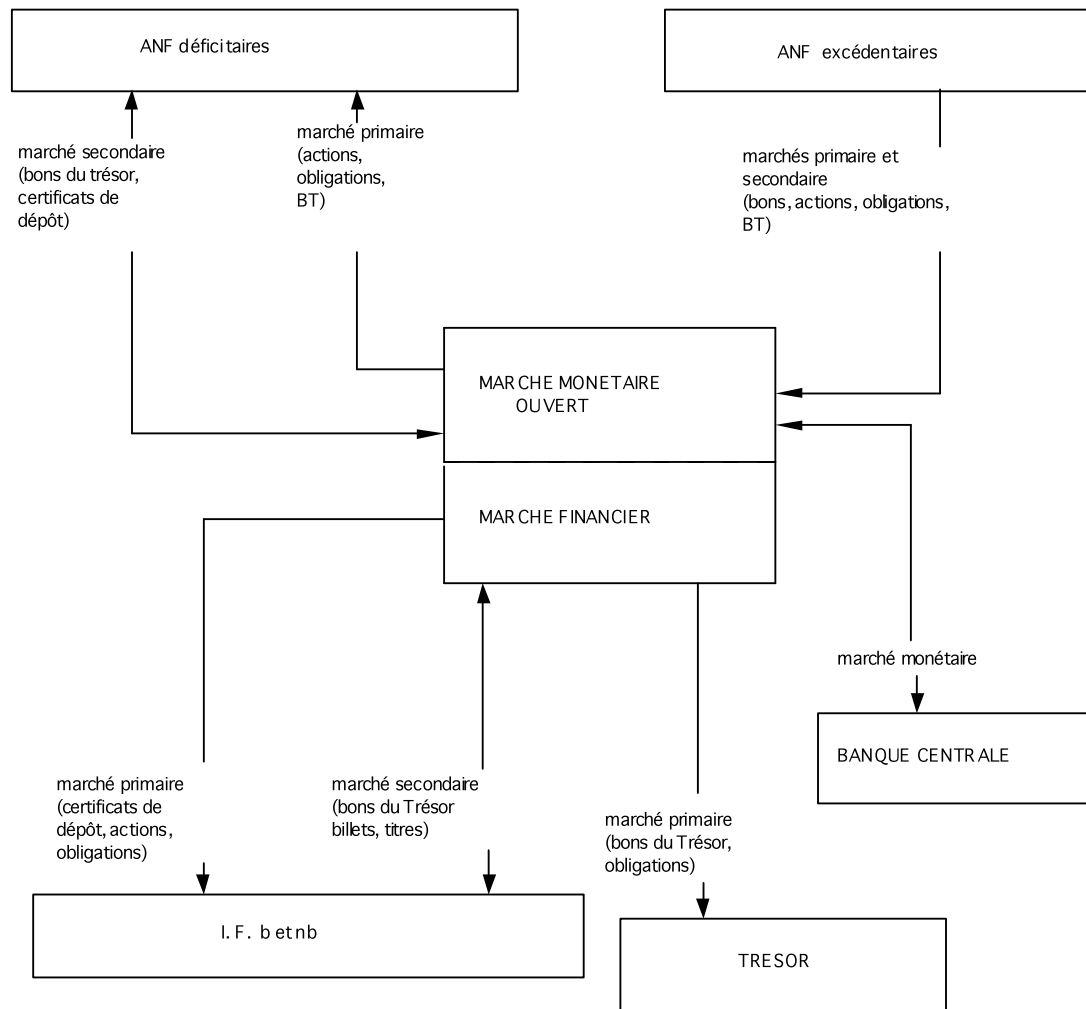 ANF déficitaires
ANF excédentaires
marché secondaire
(bons du trésor,
certificats de
dépôt)
marché primaire
(actions,
obligations,
BT)
marchés primaire et
secondaire
(bons, actions, obligations,
BT)
MARCHE MONETAIRE
OUVERT
MARCHE FINANCIER
marché monétaire
BANQUE CENTRALE
marché primaire
(certificats de
dépôt, actions,
obligations)
marché secondaire
(bons du Trésor
billets, titres)
marché primaire
(bons du Trésor,
obligations)
I.F. b etnb
TRESOR